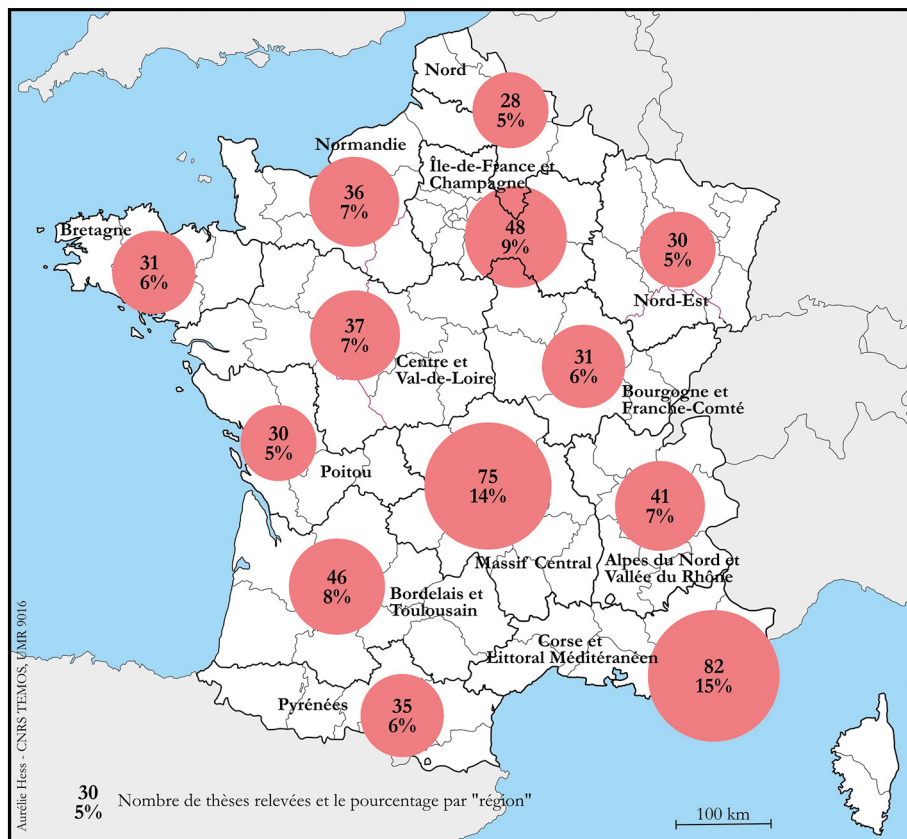 Nord
28
5%
Normandie
36
7%
Île-de-France et
Champagne
48
9%
Bretagne
31
6%
30
5%
Nord-Est
37
7%
Centre et
Val-de-Loire
31
6%
Bourgogne et
Franche-Comté
30
5%
Poitou
75
14%
Massif Central
41
7%
Alpes du Nord et
Vallée du Rhône
46
8%
Bordelais et
Toulousain
Corse et
Littoral Méditéranéen
82
15%
Pyrénées
35
6%
Aurélie Hess - CNRS TEMOS, UMR 9016
30
5%
Nombre de thèses relevées et le pourcentage par "région"
100 km